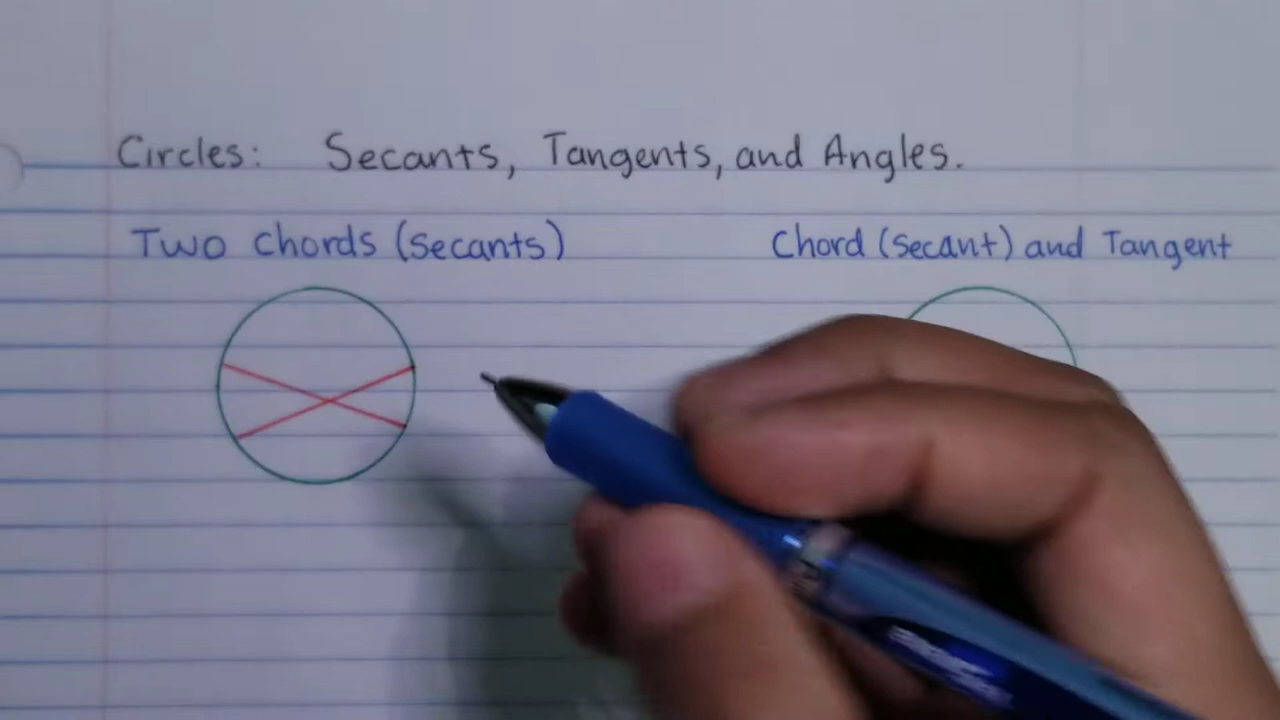 Circles: Secants, Tangents, and Angles.
Two Chords (Secants)
Chord (Secant) and Tangent